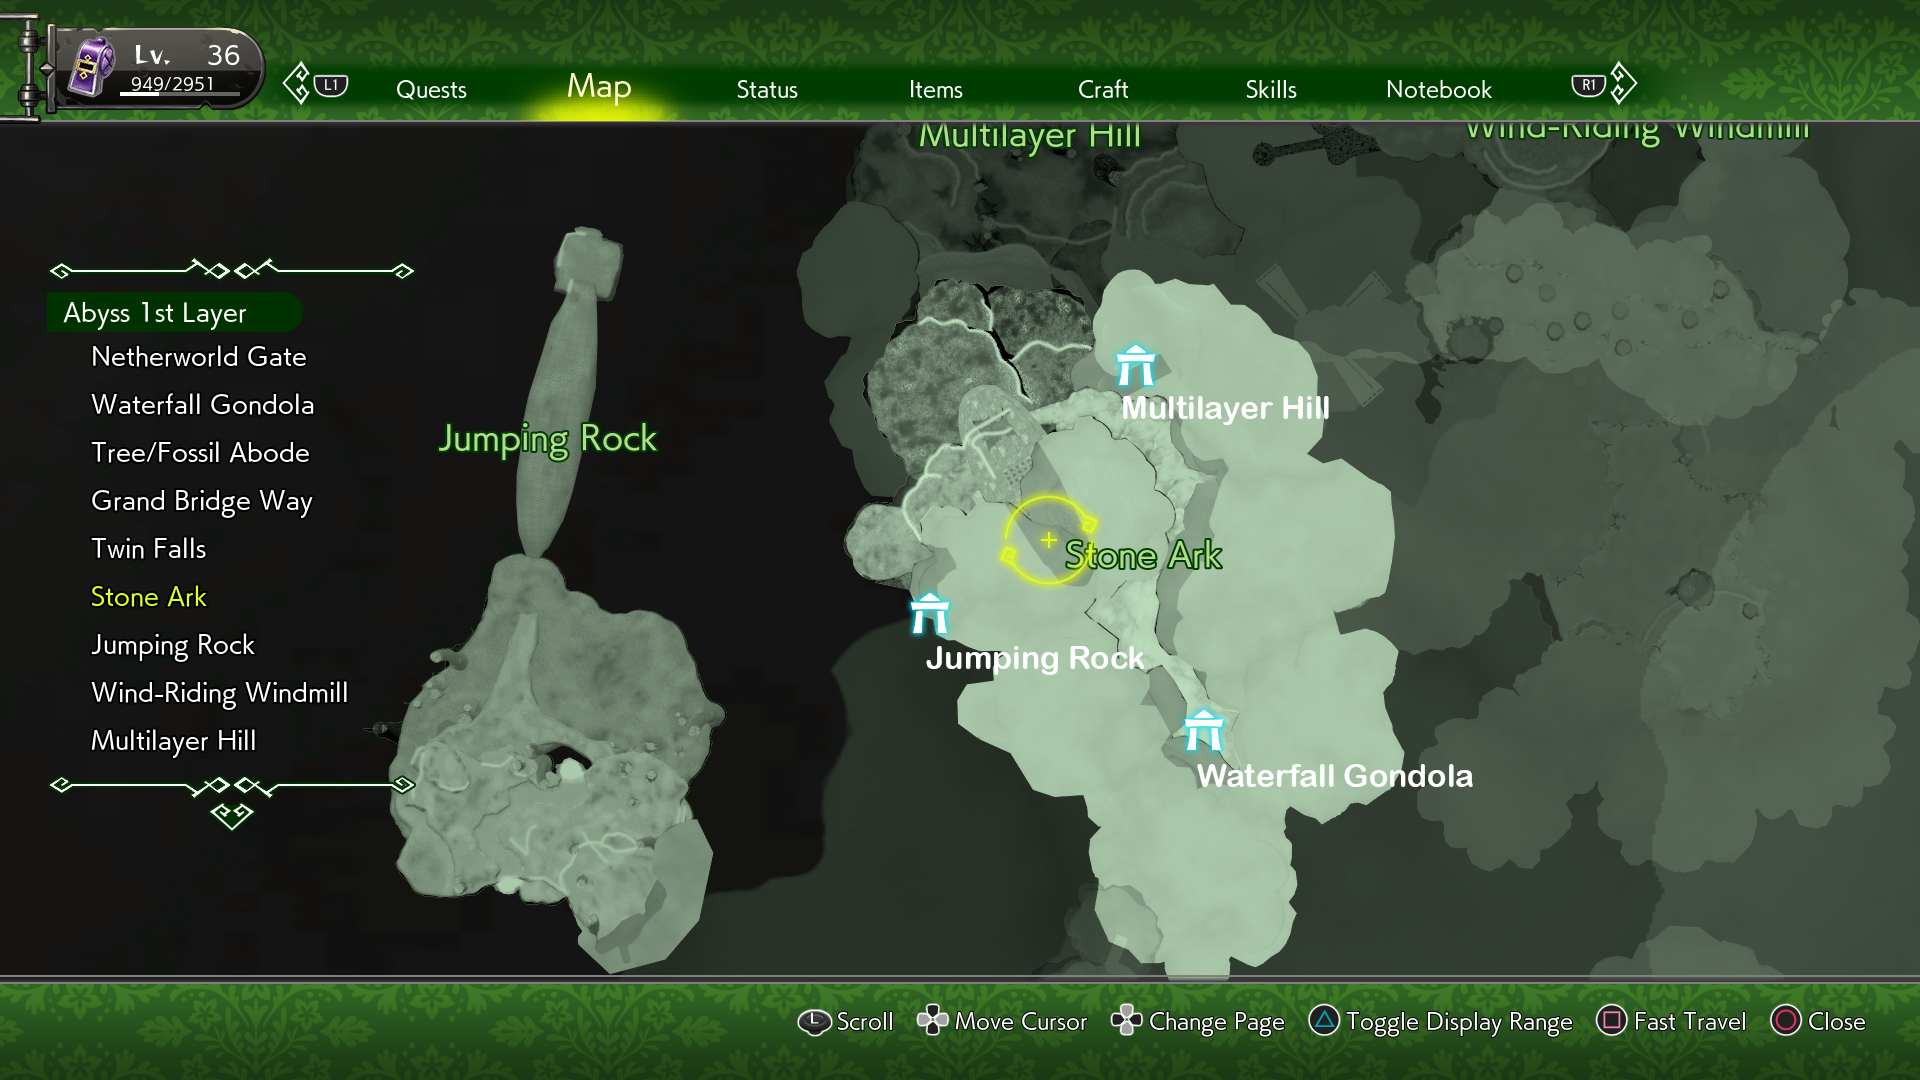 Lv. 36
949/2951
L1
Quests
Map
Status
Items
Craft
Skills
Notebook
R1
Multilayer Hill
Wind-Riding Windmill
Abyss 1st Layer
Netherworld Gate
Waterfall Gondola
Tree/Fossil Abode
Grand Bridge Way
Twin Falls
Stone Ark
Jumping Rock
Wind-Riding Windmill
Multilayer Hill
Jumping Rock
Multilayer Hill
Stone Ark
Jumping Rock
Waterfall Gondola
L Scroll
Move Cursor
Change Page
Toggle Display Range
Fast Travel
Close